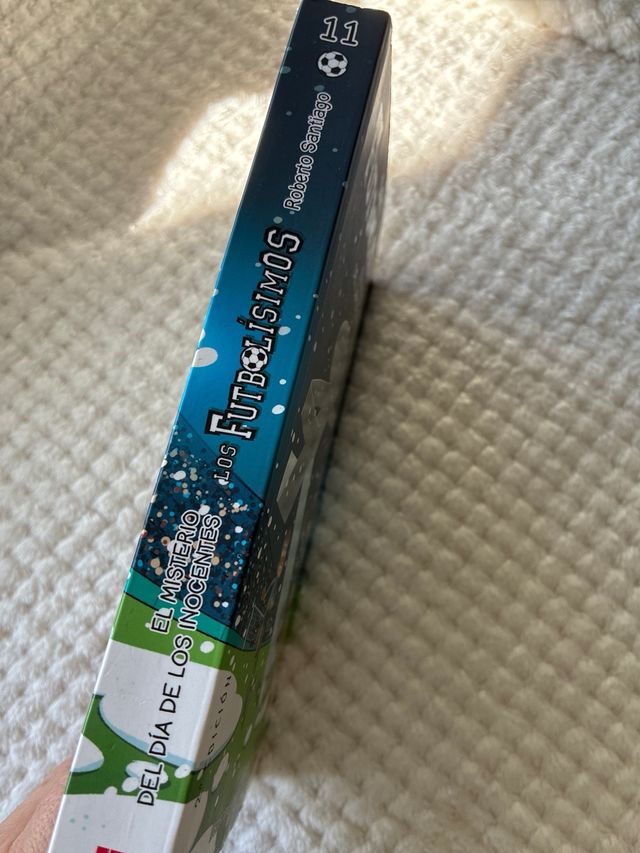 11
Roberto Santiago
LOS FUTBOLÍSIMOS
EL MISTERIO
DEL DÍA DE LOS INOCENTES